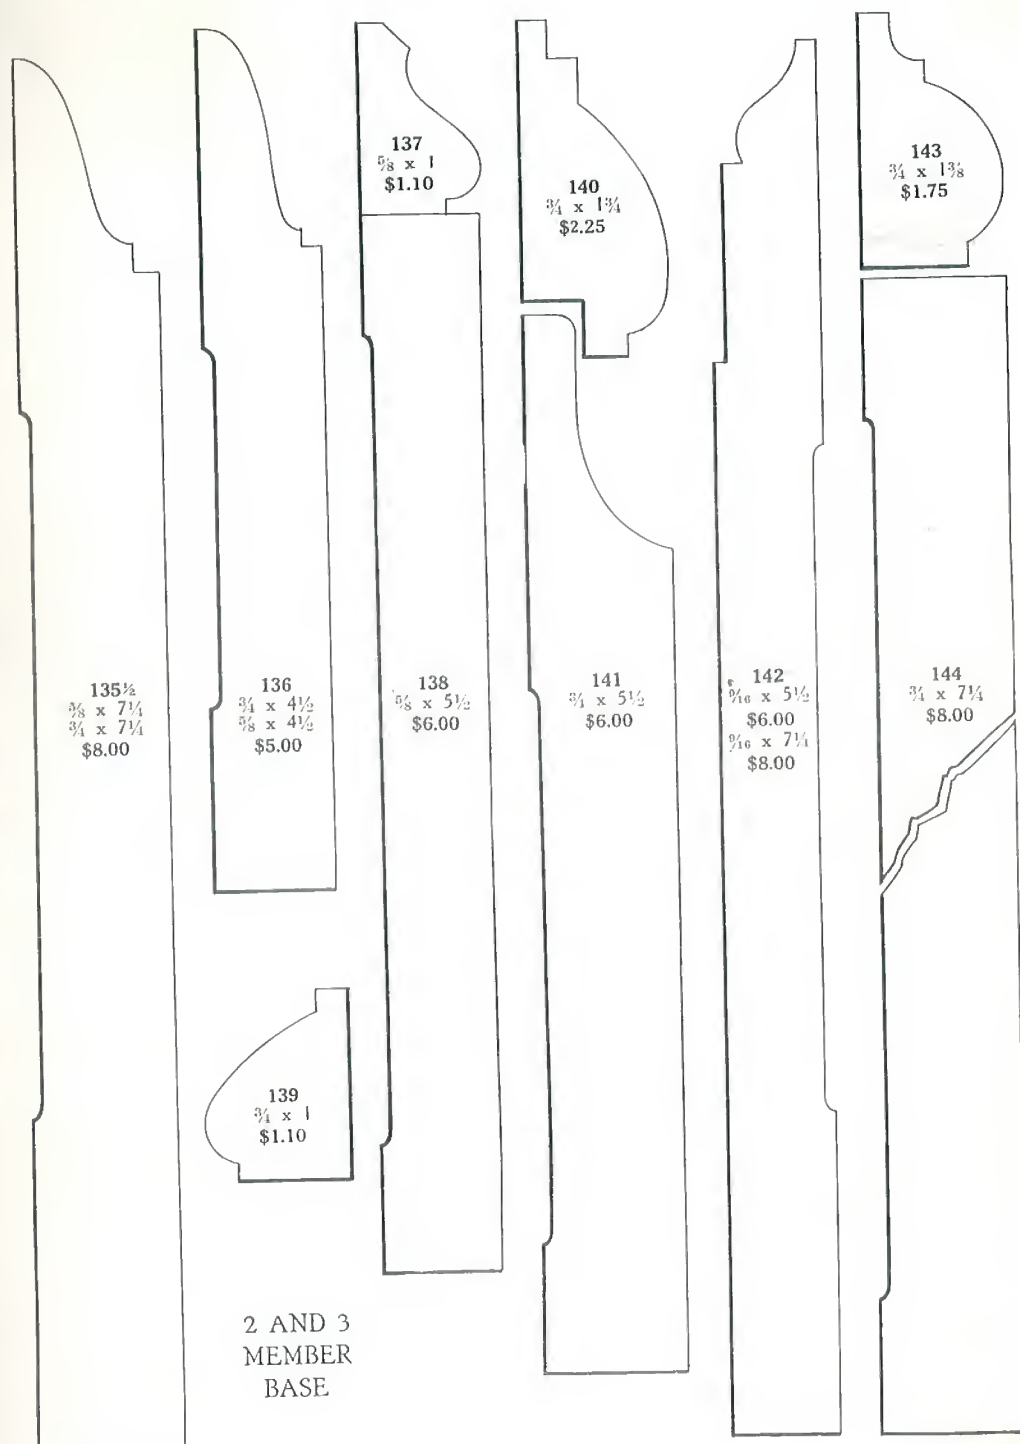 137
⅝ x 1
$1.10
140
¾ x 1¾
$2.25
143
¾ x 1⅜
$1.75
135½
⅝ x 7¼
¾ x 7¼
$8.00
136
¾ x 4½
⅝ x 4½
$5.00
138
⅝ x 5½
$6.00
141
¾ x 5½
$6.00
142
9/16 x 5½
$6.00
9/16 x 7¼
$8.00
144
¾ x 7¼
$8.00
139
¾ x 1
$1.10
2 AND 3
MEMBER
BASE